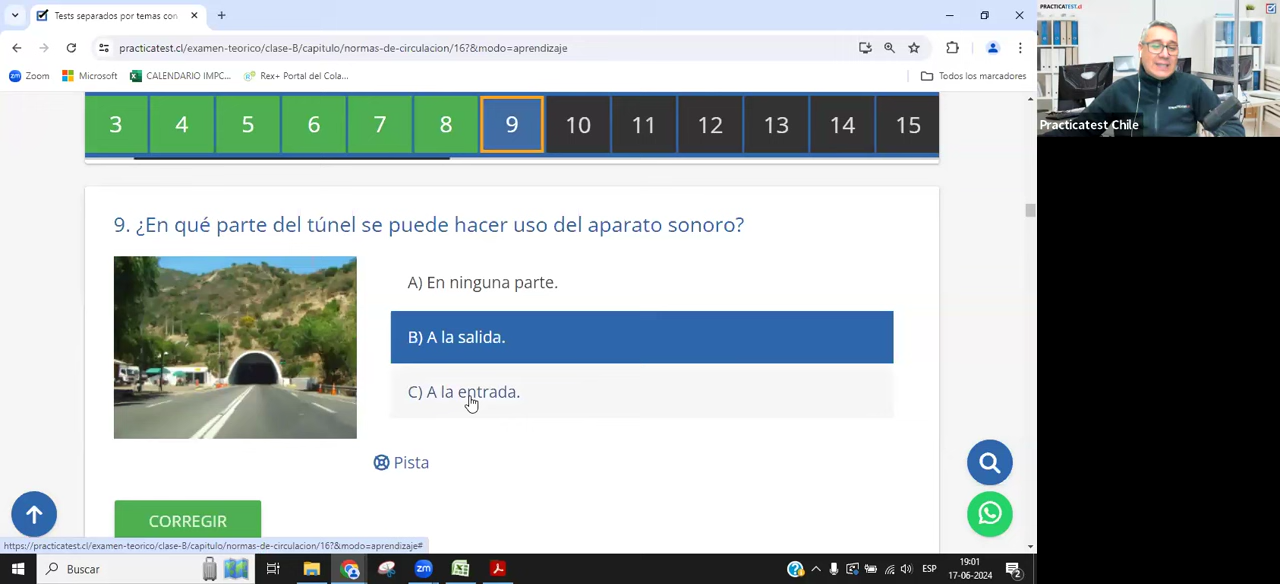 Tests separados por temas con
practicatest.cl/examen-teorico/clase-B/capitulo/normas-de-circulacion/16?&modo=aprendizaje
Zoom
Microsoft
CALENDARIO IMPC...
Rex+ Portal del Cola...
Todos los marcadores
PRACTICATEST.cl
Practicatest Chile
3 4 5 6 7 8 9 10 11 12 13 14 15
9. ¿En qué parte del túnel se puede hacer uso del aparato sonoro?
A) En ninguna parte.
B) A la salida.
C) A la entrada.
Pista
CORREGIR
https://practicatest.cl/examen-teorico/clase-B/capitulo/normas-de-circulacion/16?&modo=aprendizaje#
Buscar
zm
ESP
19:01
17-06-2024
2